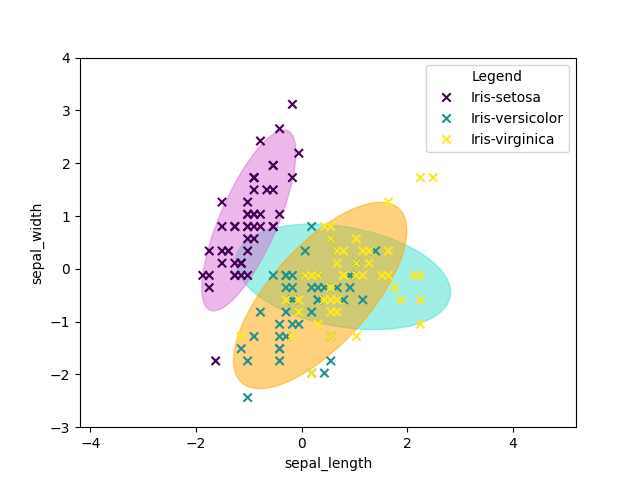 4
3
2
1
0
−1
−2
−3
−4
−2
0
2
4
sepal_width
sepal_length
Legend
Iris-setosa
Iris-versicolor
Iris-virginica